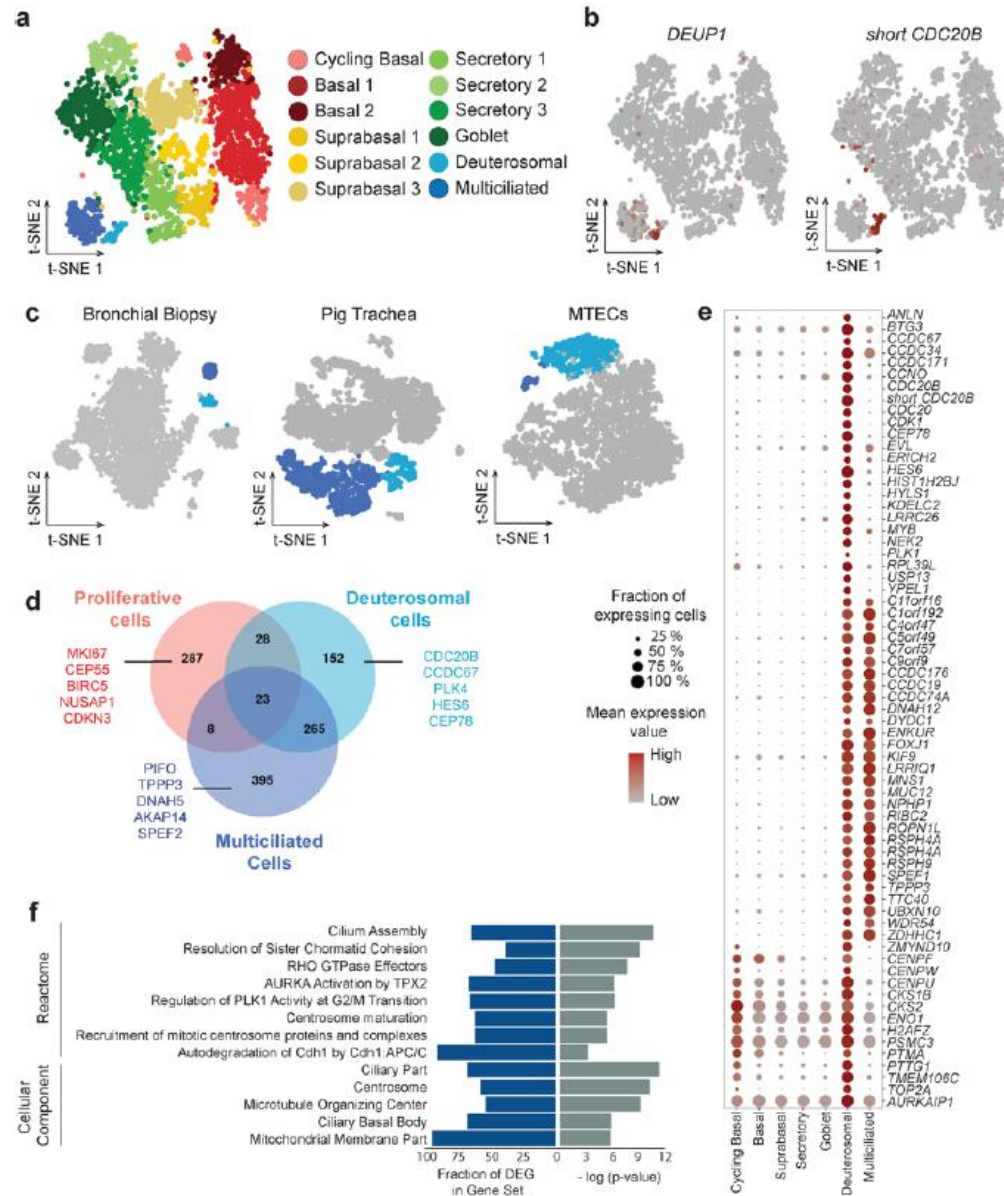 a
Cycling Basal
Basal 1
Basal 2
Suprabasal 1
Suprabasal 2
Suprabasal 3
Secretory 1
Secretory 2
Secretory 3
Goblet
Deuterosomal
Multiciliated
t-SNE 2
t-SNE 1
b
DEUP1
short CDC20B
t-SNE 2
t-SNE 1
t-SNE 2
t-SNE 1
c
Bronchial Biopsy
Pig Trachea
MTECs
t-SNE 2
t-SNE 1
t-SNE 2
t-SNE 1
t-SNE 2
t-SNE 1
d
Proliferative cells
Deuterosomal cells
Multiciliated Cells
MKI67
CEP55
BIRC5
NUSAP1
CDKN3
287
28
152
23
8
265
395
CDC20B
CCDC67
PLK4
HES6
CEP78
PIFO
TPPP3
DNAH5
AKAP14
SPEF2
Fraction of
expressing cells
25 %
50 %
75 %
100 %
Mean expression
value
High
Low
e
ANLN
BTG3
CCDC67
CCDC34
CCDC171
CCNO
CDC20B
short CDC20B
CDC20
CDK1
CEP78
EVL
ERICH2
HES6
HIST1H2BJ
HYLS1
KDELC2
LRRC26
MYB
NEK2
PLK1
RPL39L
USP13
YPEL1
C11orf16
C1orf192
C4orf47
C5orf49
C7orf57
C9orf9
CCDC176
CCDC19
CCDC74A
DNAH12
DYDC1
ENKUR
FOXJ1
KIF9
LRRIQ1
MNS1
MUC12
NPHP1
RIBC2
ROPN1L
RSPH4A
RSPH4A
RSPH9
SPEF1
TPPP3
TTC40
UBXN10
WDR54
ZDHHC1
ZMYND10
CENPF
CENPW
CENPU
CKS1B
CKS2
ENO1
H2AFZ
PSMC3
PTMA
PTTG1
TMEM106C
TOP2A
AURKAIP1
Cycling Basal
Basal
Suprabasal
Secretory
Goblet
Deuterosomal
Multiciliated
f
Reactome
Cilium Assembly
Resolution of Sister Chormatid Cohesion
RHO GTPase Effectors
AURKA Activation by TPX2
Regulation of PLK1 Activity at G2/M Transition
Centrosome maturation
Recruitment of mitotic centrosome proteins and complexes
Autodegradation of Cdh1 by Cdh1 APC/C
Cellular
Component
Ciliary Part
Centrosome
Microtubule Organizing Center
Ciliary Basal Body
Mitochondrial Membrane Part
100 75 50 25 0
3 6 9 12
Fraction of DEG
in Gene Set
- log (p-value)